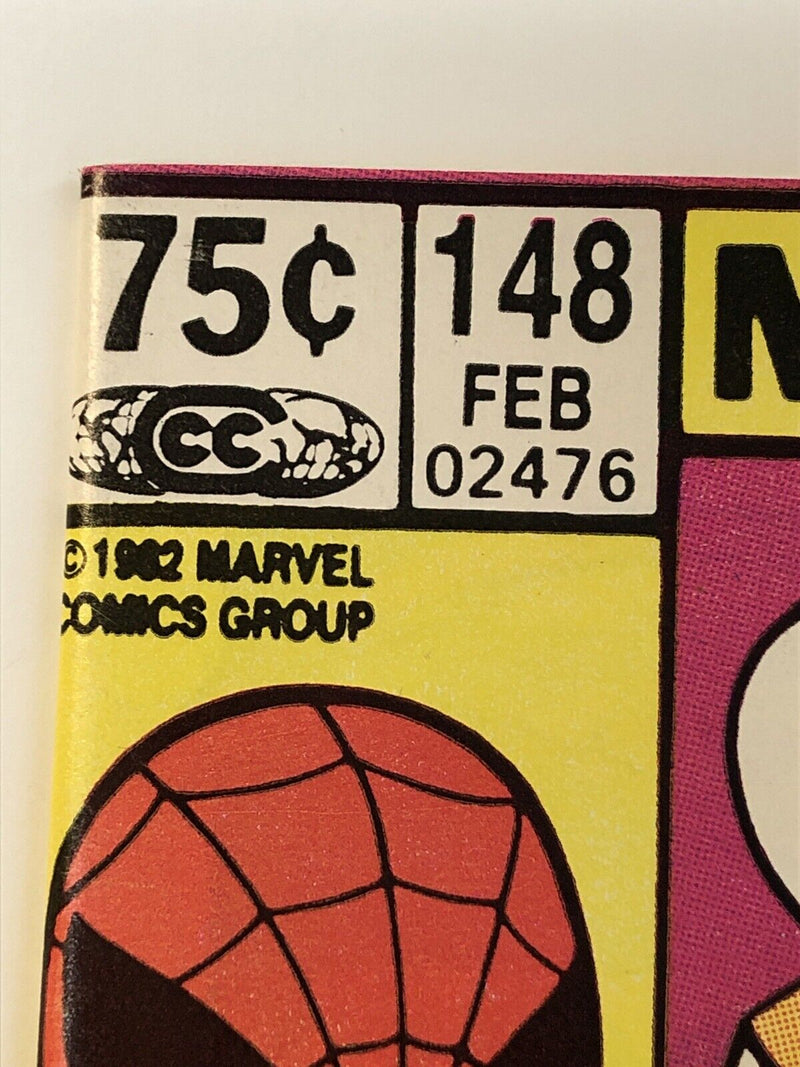 75¢
CC
148
FEB
02476
M
© 1982 MARVEL
COMICS GROUP